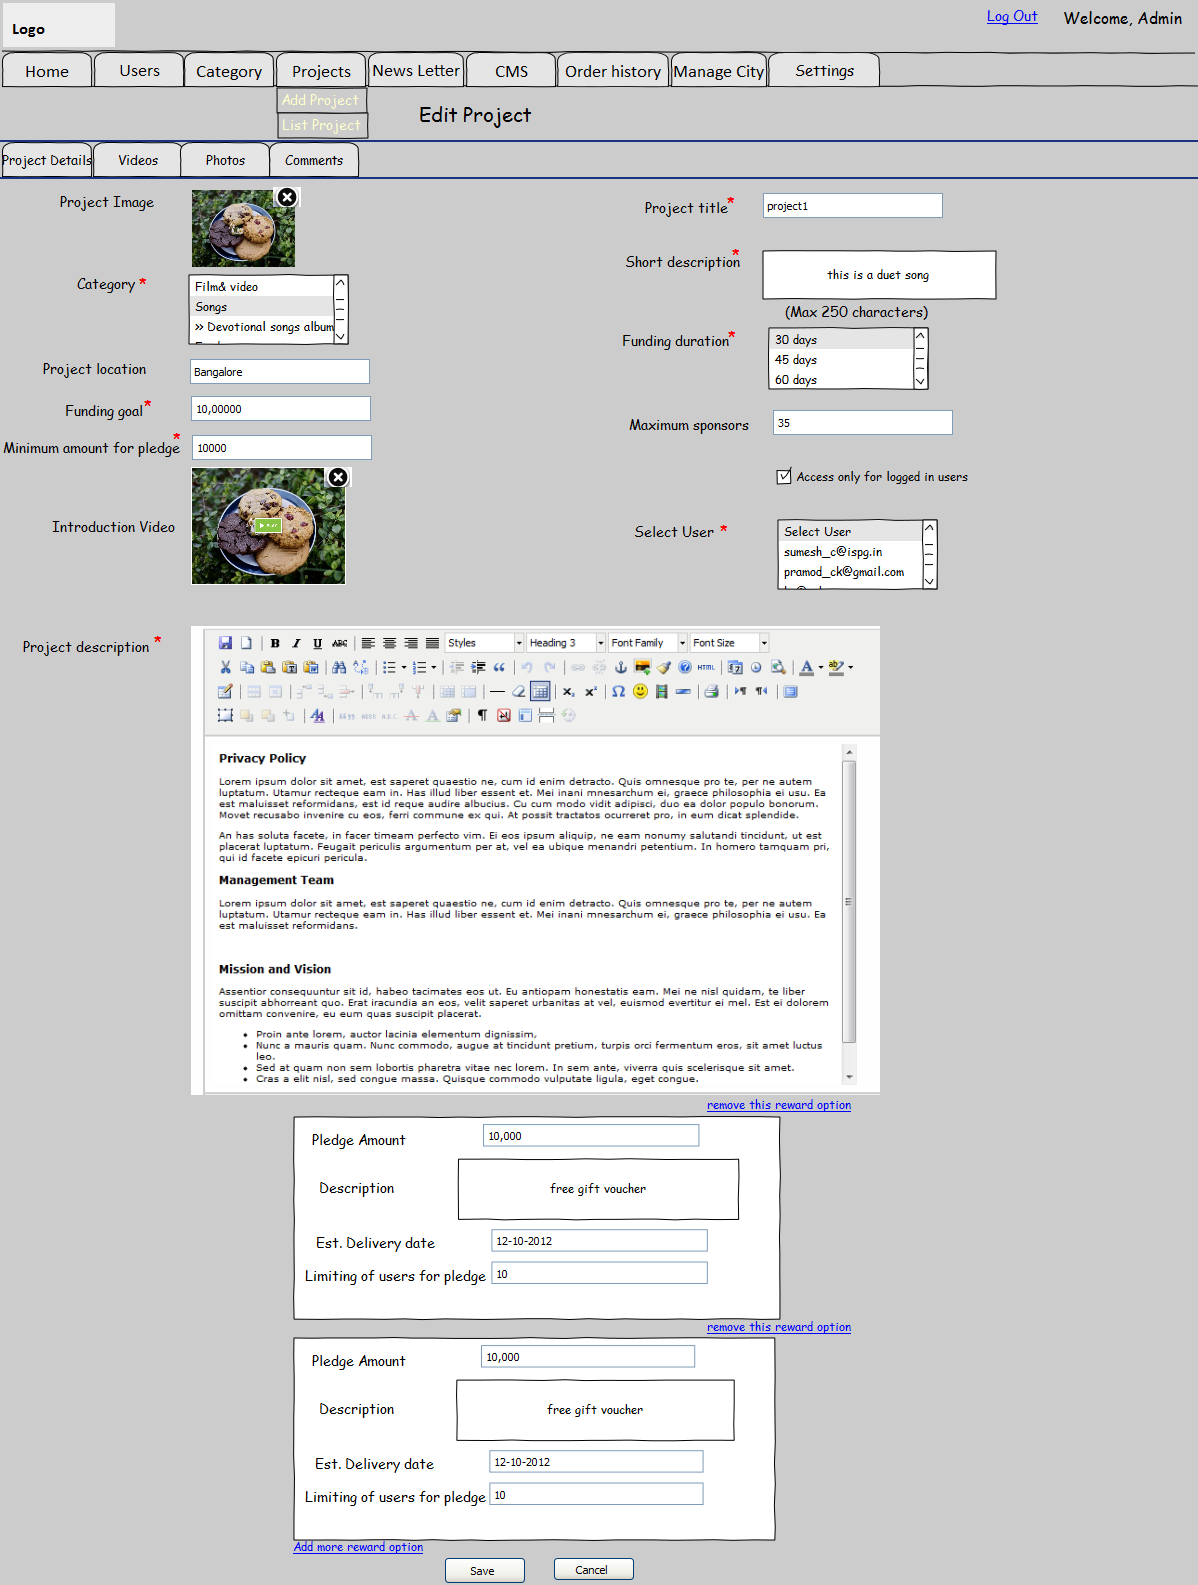 Logo
Log Out Welcome, Admin
Home Users Category Projects News Letter CMS Order history Manage City Settings
Add Project
List Project
Edit Project
Project Details Videos Photos Comments
Project Image
Project title*
project1
Short description*
this is a duet song
(Max 250 characters)
Category *
Film& video
Songs
>> Devotional songs album
Funding duration*
30 days
45 days
60 days
Project location
Bangalore
Funding goal*
10,00000
Maximum sponsors
35
Minimum amount for pledge*
10000
Access only for logged in users
Introduction Video
Select User *
Select User
sumesh_c@ispg.in
pramod_ck@gmail.com
Project description *
B I U ABC Styles Heading 3 Font Family Font Size
HTML
Privacy Policy
Lorem ipsum dolor sit amet, est saperet quaestio ne, cum id enim detracto. Quis omnesque pro te, per ne autem
luptatum. Utamur recteque eam in. Has illud liber essent et. Mei inani mnesarchum ei, graece philosophia ei usu. Ea
est maluisset reformidans, est id reque audire albucius. Cu cum modo vidit adipisci, duo ea dolor populo bonorum.
Movet recusabo invenire cu eos, ferri commune ex qui. At possit tractatos ocurreret pro, in eum dicat splendide.
An has soluta facete, in facer timeam perfecto vim. Ei eos ipsum aliquip, ne eam nonumy salutandi tincidunt, ut est
placerat luptatum. Feugait periculis argumentum per at, vel ea ubique menandri petentium. In homero tamquam pri,
qui id facete epicuri pericula.
Management Team
Lorem ipsum dolor sit amet, est saperet quaestio ne, cum id enim detracto. Quis omnesque pro te, per ne autem
luptatum. Utamur recteque eam in. Has illud liber essent et. Mei inani mnesarchum ei, graece philosophia ei usu. Ea
est maluisset reformidans.
Mission and Vision
Assentior consequuntur sit id, habeo tacimates eos ut. Eu antiopam honestatis eam. Mei ne nisl quidam, te liber
suscipit abhorreant quo. Erat iracundia an eos, velit saperet urbanitas at vel, euismod evertitur ei mel. Est ei dolorem
omittam convenire, eu eum quas suscipit placerat.
• Proin ante lorem, auctor lacinia elementum dignissim,
• Nunc a mauris quam. Nunc commodo, augue at tincidunt pretium, turpis orci fermentum eros, sit amet luctus
leo.
• Sed at quam non sem lobortis pharetra vitae nec lorem. In sem ante, viverra quis scelerisque sit amet.
• Cras a elit nisl, sed congue massa. Quisque commodo vulputate ligula, eget congue.
remove this reward option
Pledge Amount 10,000
Description free gift voucher
Est. Delivery date 12-10-2012
Limiting of users for pledge 10
remove this reward option
Pledge Amount 10,000
Description free gift voucher
Est. Delivery date 12-10-2012
Limiting of users for pledge 10
Add more reward option
Save Cancel